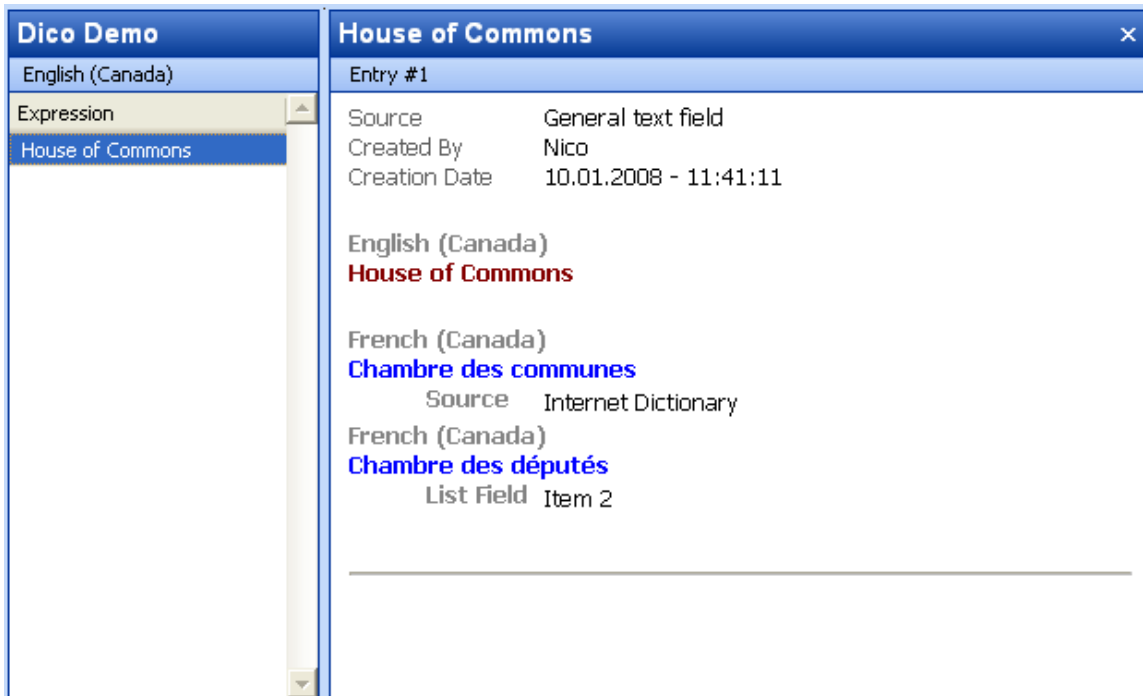 Dico Demo
English (Canada)
Expression
House of Commons
House of Commons
Entry #1
Source General text field
Created By Nico
Creation Date 10.01.2008 - 11:41:11
English (Canada)
House of Commons
French (Canada)
Chambre des communes
Source Internet Dictionary
French (Canada)
Chambre des députés
List Field Item 2